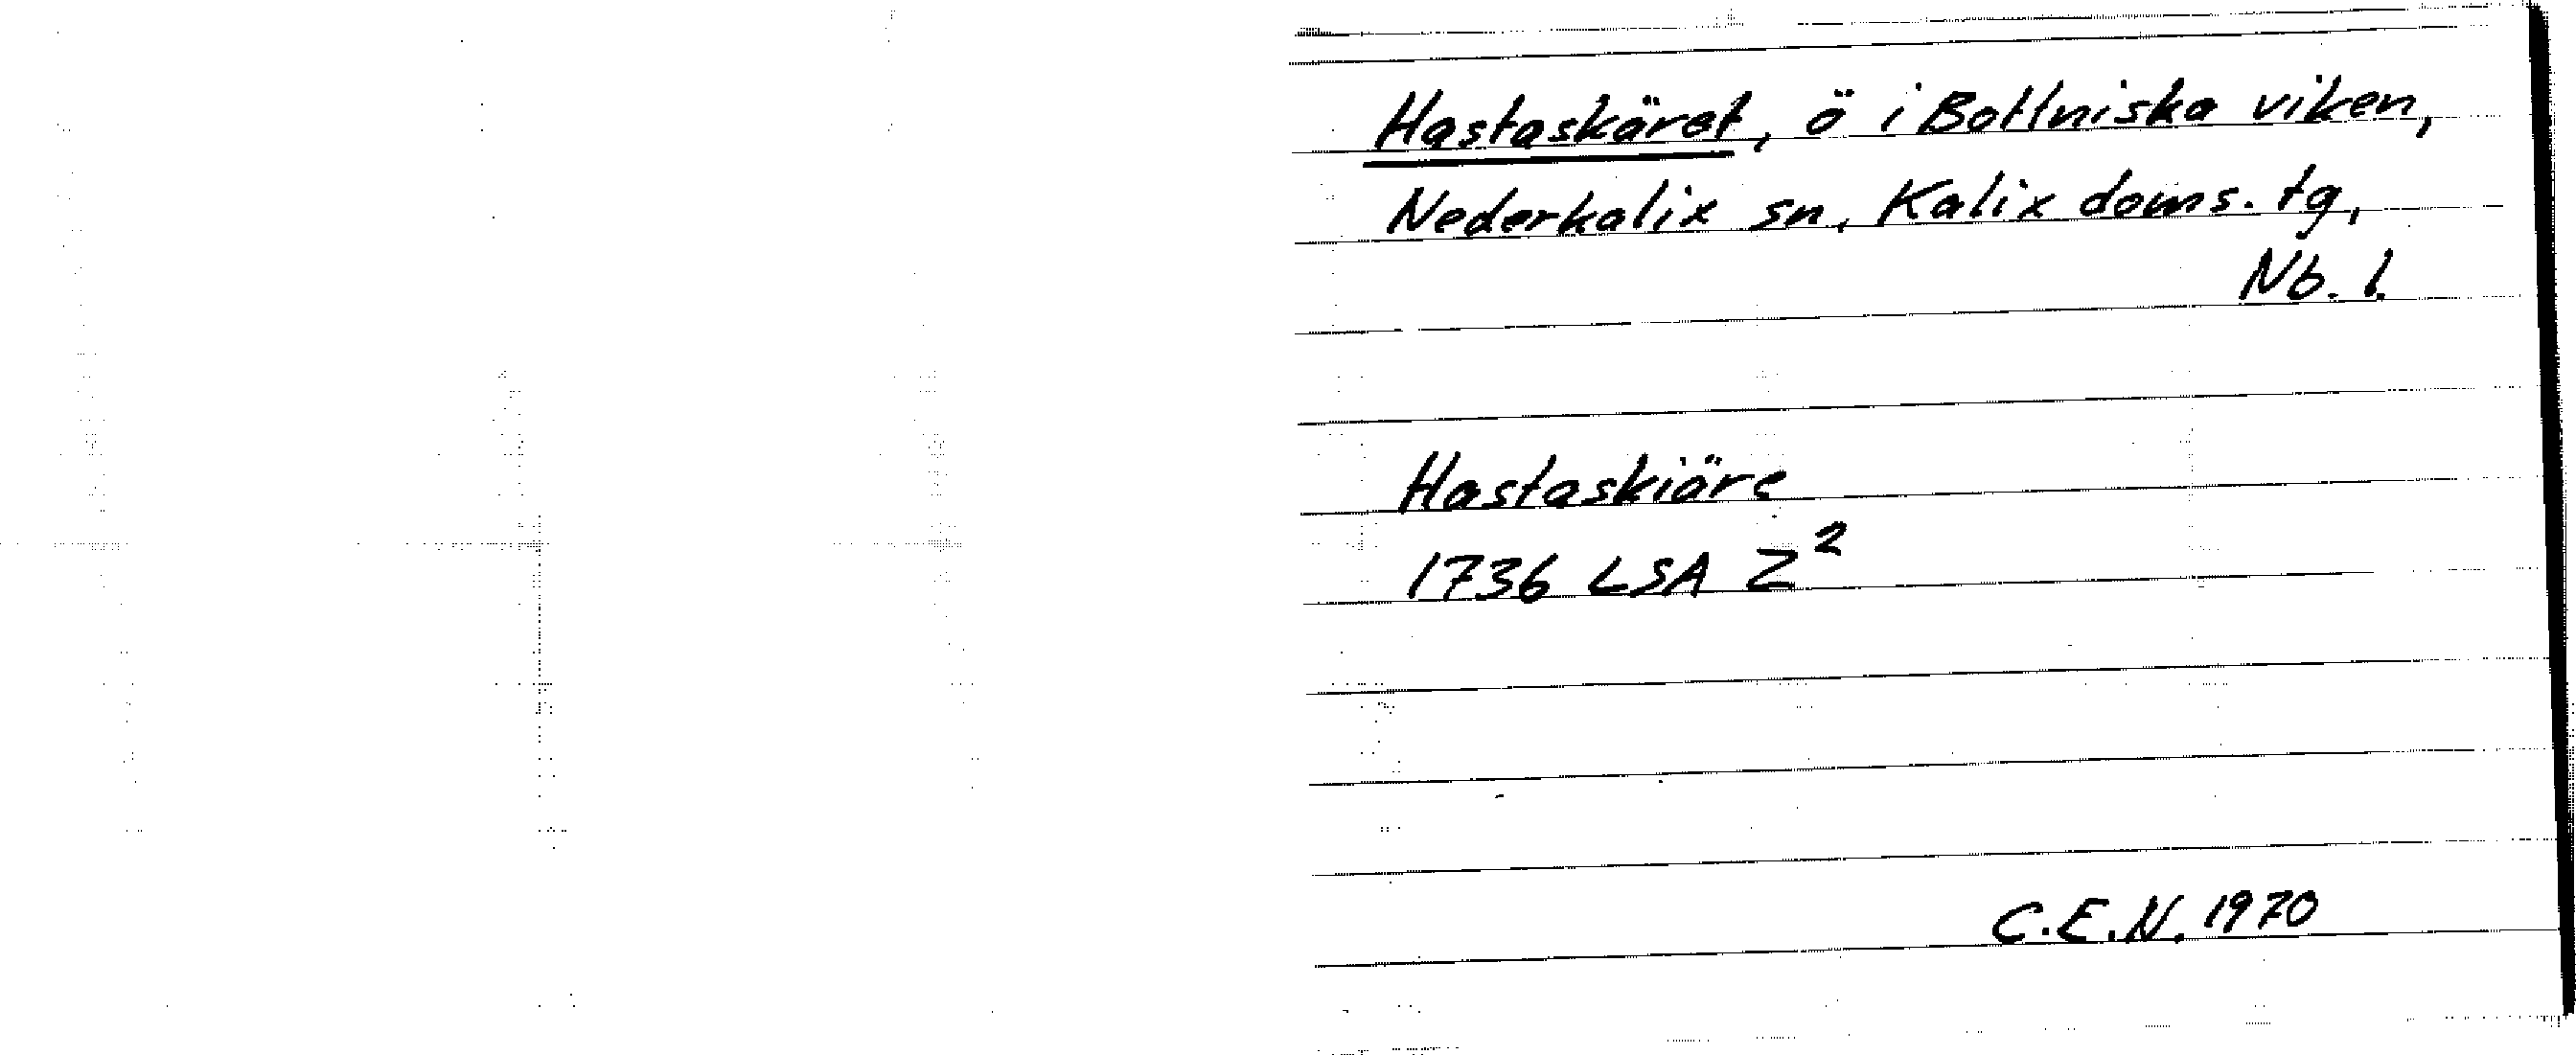 Hastaskäret, ö i Bottniska viken,
Nederkalix sn, Kalix doms. tg,
Nb. l.
Hastaskiäre
1736 LSA Z²
C.E.N. 1970